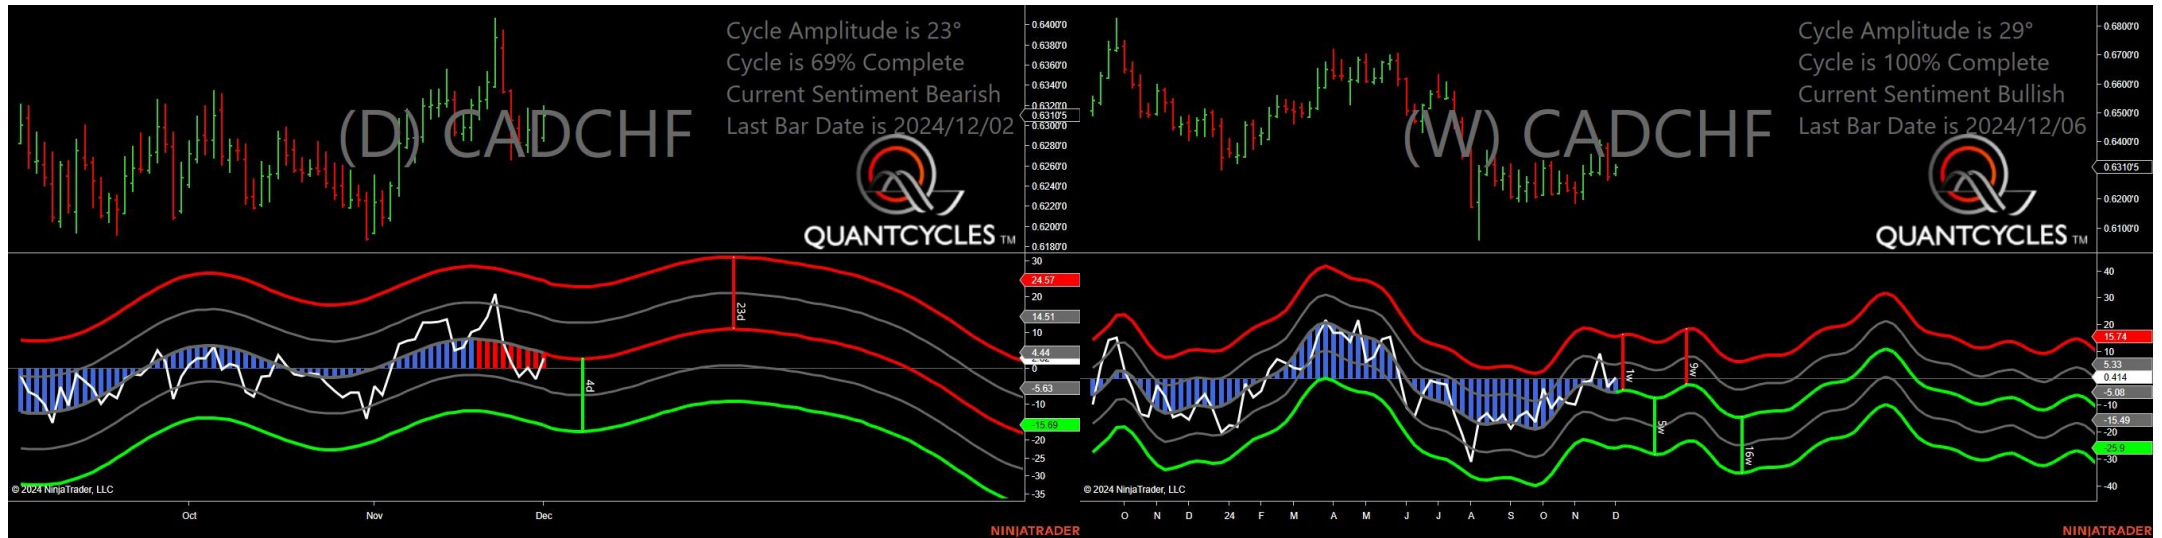 Cycle Amplitude is 23°
Cycle is 69% Complete
Current Sentiment Bearish
Last Bar Date is 2024/12/02
(D) CADCHF
QUANTCYCLES TM
0.6400'0
0.6380'0
0.6360'0
0.6340'0
0.6320'0
0.6310'5
0.6300'0
0.6280'0
0.6260'0
0.6240'0
0.6220'0
0.6200'0
0.6180'0
30
24.57
20
14.51
10
4.44
0
-5.63
-10
-15.69
-20
-25
-30
-35
23d
4d
© 2024 NinjaTrader, LLC
Oct
Nov
Dec
NINJATRADER
Cycle Amplitude is 29°
Cycle is 100% Complete
Current Sentiment Bullish
Last Bar Date is 2024/12/06
(W) CADCHF
QUANTCYCLES TM
0.6800'0
0.6700'0
0.6600'0
0.6500'0
0.6400'0
0.6310'5
0.6200'0
0.6100'0
40
30
20
15.74
10
5.33
0.414
-5.08
-10
-15.49
-20
-25.9
-30
-40
1w
9w
5w
16w
© 2024 NinjaTrader, LLC
O N D 24 F M A M J J A S O N D
NINJATRADER